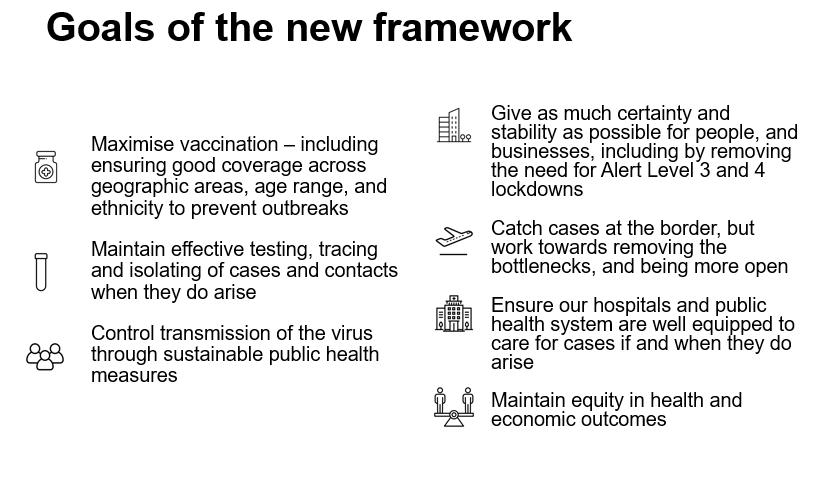 Goals of the new framework
Maximise vaccination – including
ensuring good coverage across
geographic areas, age range, and
ethnicity to prevent outbreaks
Maintain effective testing, tracing
and isolating of cases and contacts
when they do arise
Control transmission of the virus
through sustainable public health
measures
Give as much certainty and
stability as possible for people, and
businesses, including by removing
the need for Alert Level 3 and 4
lockdowns
Catch cases at the border, but
work towards removing the
bottlenecks, and being more open
Ensure our hospitals and public
health system are well equipped to
care for cases if and when they do
arise
Maintain equity in health and
economic outcomes